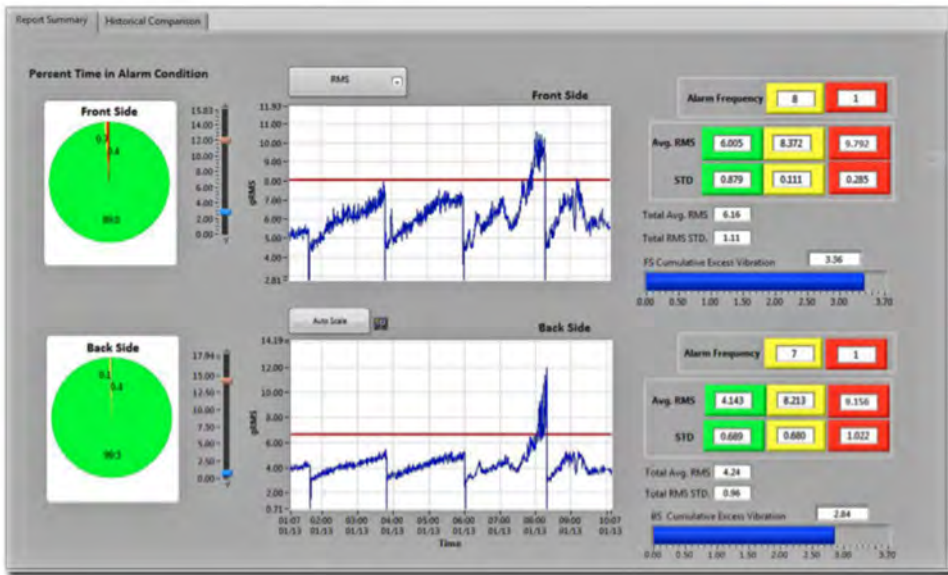 Report Summary Historical Comparison
Percent Time in Alarm Condition
Front Side
15.83
14.00
12.00
10.00
8.00
6.00
4.00
2.00
0.00
RMS
Front Side
11.92
11.00
10.00
9.00
8.00
7.00
6.00
5.00
4.00
2.81
gRMS
Alarm Frequency 8 1
Avg. RMS 6.005 8.372 9.792
STD 0.879 0.111 0.285
Total Avg. RMS 6.16
Total RMS STD. 1.11
FS Cumulative Excess Vibration 3.36
0.00 0.50 1.00 1.50 2.00 2.50 3.00 3.70
Back Side
0.1
0.4
17.94
15.00
12.50
10.00
7.50
5.00
2.50
0.00
Auto Scale
Back Side
14.19
12.00
10.00
8.00
6.00
4.00
2.00
0.71
gRMS
01:07 02:00 03:00 04:00 05:00 06:00 07:00 08:00 09:00 10:07
01/13 01/13 01/13 01/13 01/13 01/13 01/13 01/13 01/13 01/13
Time
Alarm Frequency 7 1
Avg. RMS 4.143 8.213 9.156
STD 0.689 0.680 1.022
Total Avg. RMS 4.24
Total RMS STD. 0.96
BS Cumulative Excess Vibration 2.84
0.00 0.50 1.00 1.50 2.00 2.50 3.00 3.50